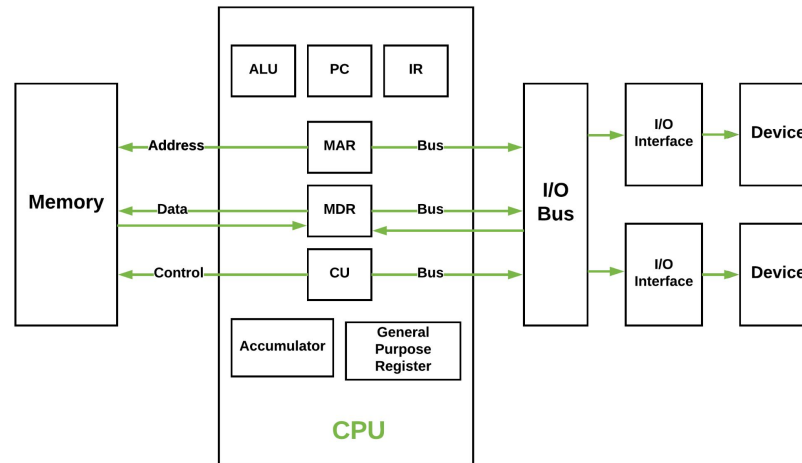 ALU
PC
IR
Memory
Address
MAR
Bus
Data
MDR
Bus
Control
CU
Bus
I/O
Bus
I/O
Interface
Device
I/O
Interface
Device
Accumulator
General
Purpose
Register
CPU